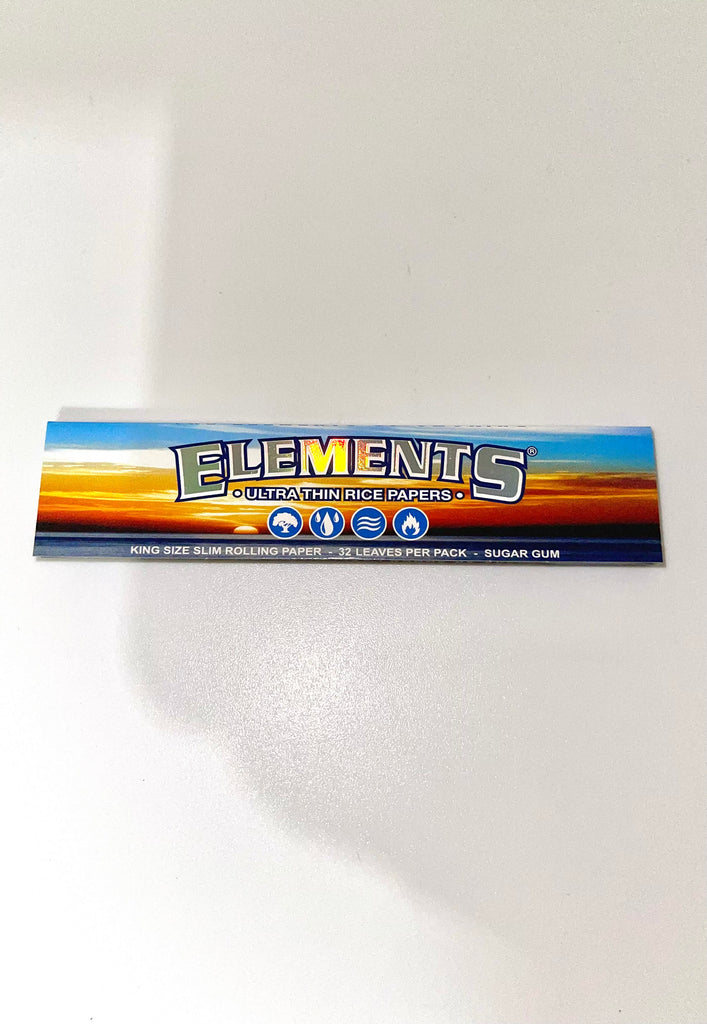 ELEMENTS®
• ULTRA THIN RICE PAPERS •
KING SIZE SLIM ROLLING PAPER - 32 LEAVES PER PACK - SUGAR GUM